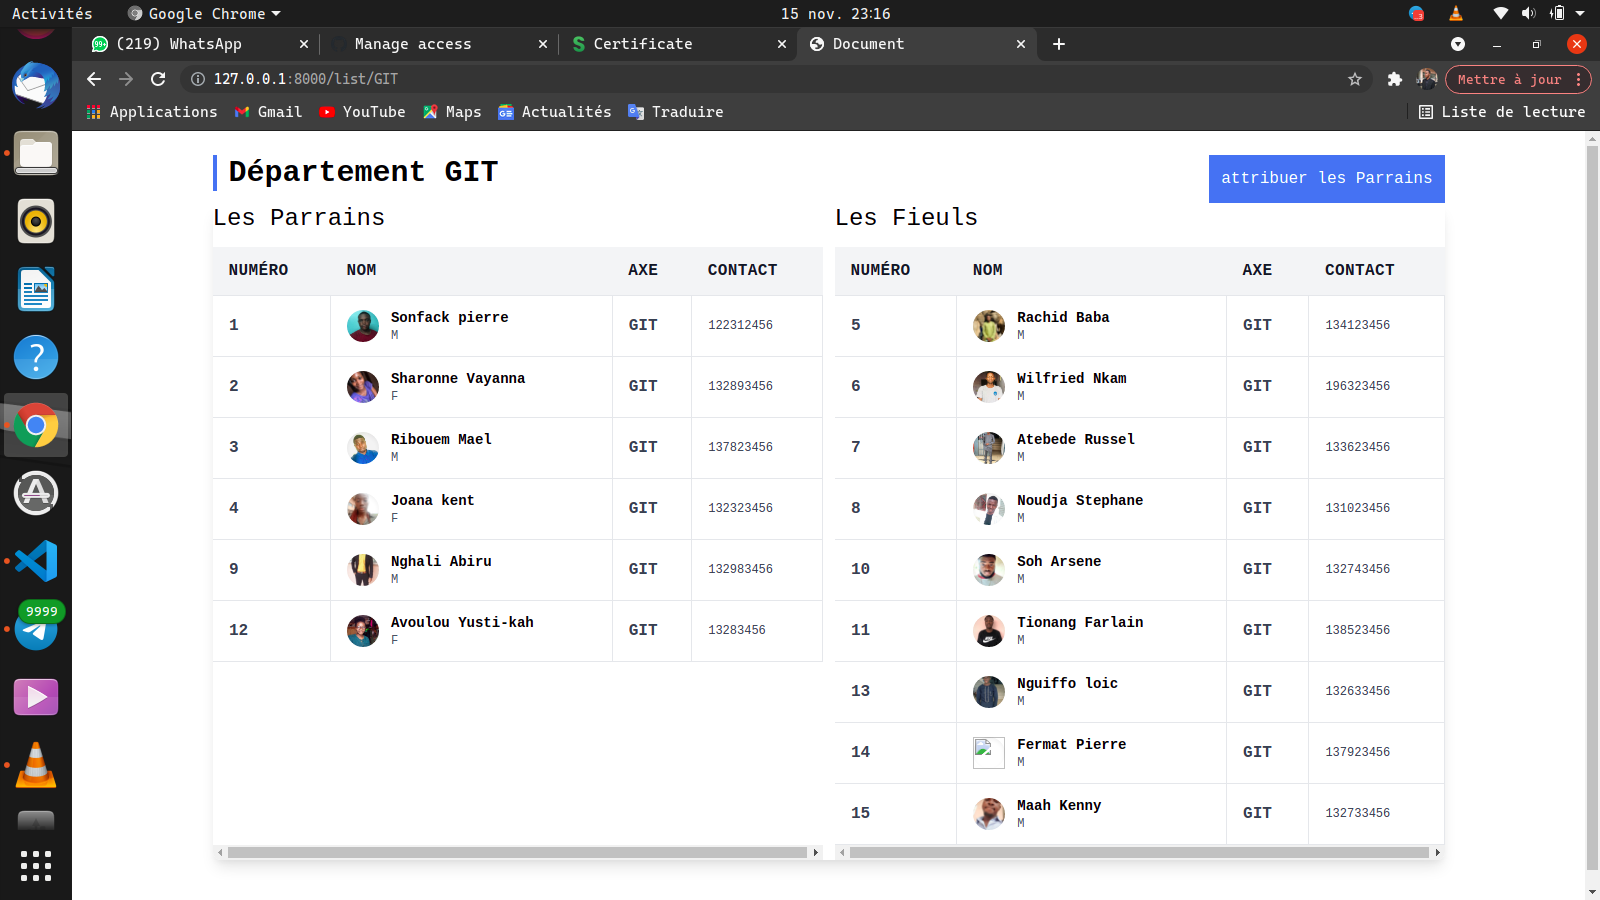 Activités
Google Chrome
15 nov. 23:16
3
99+
(219) WhatsApp
Manage access
Certificate
Document
127.0.0.1:8000/list/GIT
Mettre à jour
Applications
Gmail
YouTube
Maps
Actualités
Traduire
Liste de lecture
9999
Département GIT
attribuer les Parrains
Les Parrains
NUMÉRO NOM AXE CONTACT
1 Sonfack pierre GIT 122312456
M
2 Sharonne Vayanna GIT 132893456
F
3 Ribouem Mael GIT 137823456
M
4 Joana kent GIT 132323456
F
9 Nghali Abiru GIT 132983456
M
12 Avoulou Yusti-kah GIT 13283456
F
Les Fieuls
NUMÉRO NOM AXE CONTACT
5 Rachid Baba GIT 134123456
M
6 Wilfried Nkam GIT 196323456
M
7 Atebede Russel GIT 133623456
M
8 Noudja Stephane GIT 131023456
M
10 Soh Arsene GIT 132743456
M
11 Tionang Farlain GIT 138523456
M
13 Nguiffo loic GIT 132633456
M
14 Fermat Pierre GIT 137923456
M
15 Maah Kenny GIT 132733456
M